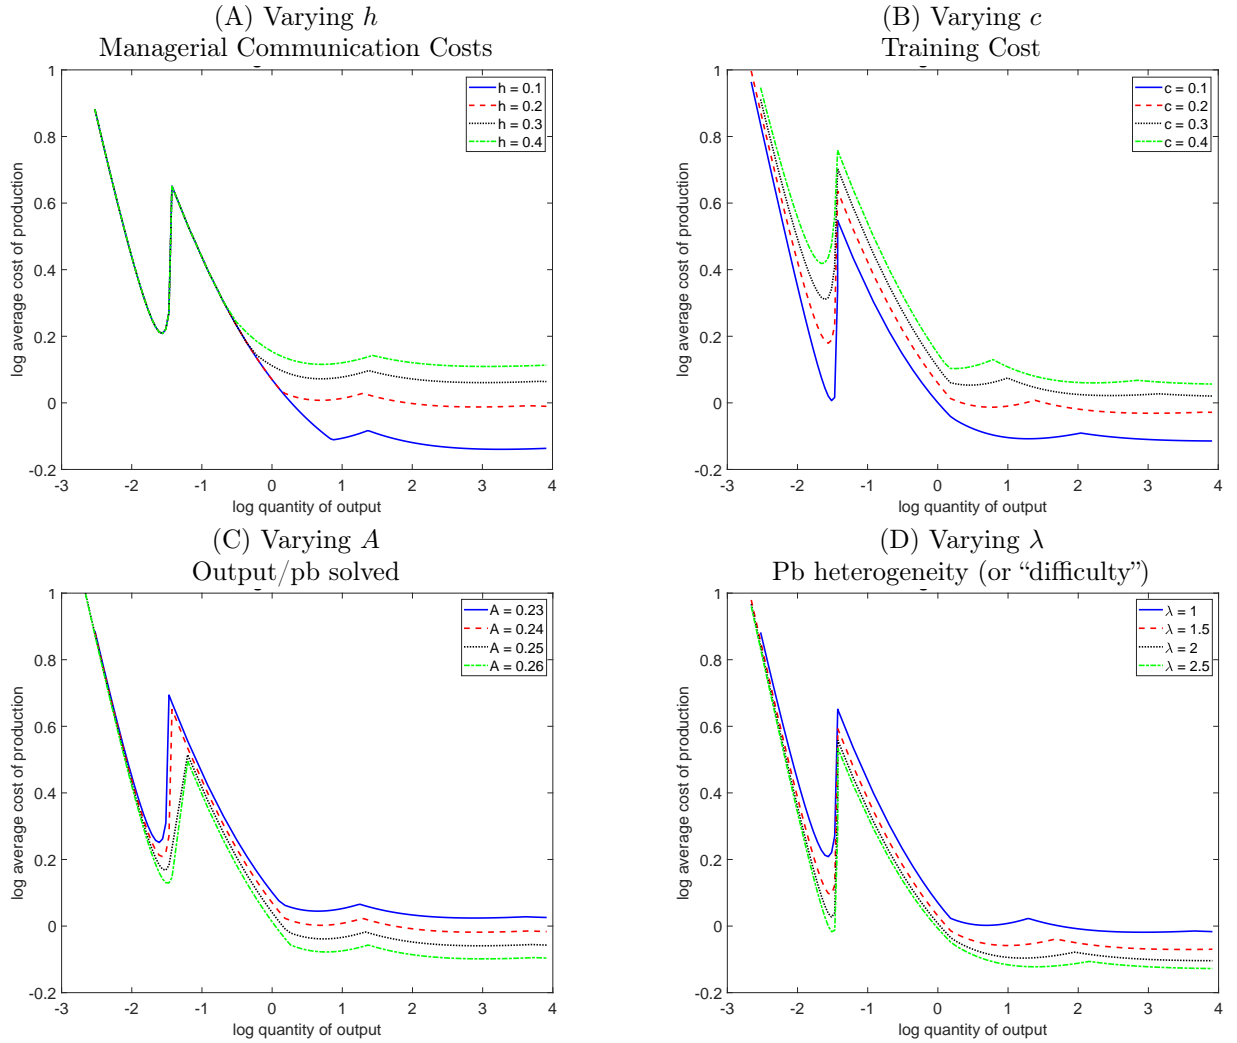 (A) Varying h
Managerial Communication Costs
1
0.8
0.6
0.4
0.2
0
-0.2
-3 -2 -1 0 1 2 3 4
log average cost of production
log quantity of output
h = 0.1
h = 0.2
h = 0.3
h = 0.4
(B) Varying c
Training Cost
1
0.8
0.6
0.4
0.2
0
-0.2
-3 -2 -1 0 1 2 3 4
log average cost of production
log quantity of output
c = 0.1
c = 0.2
c = 0.3
c = 0.4
(C) Varying A
Output/pb solved
1
0.8
0.6
0.4
0.2
0
-0.2
-3 -2 -1 0 1 2 3 4
log average cost of production
log quantity of output
A = 0.23
A = 0.24
A = 0.25
A = 0.26
(D) Varying λ
Pb heterogeneity (or “difficulty”)
1
0.8
0.6
0.4
0.2
0
-0.2
-3 -2 -1 0 1 2 3 4
log average cost of production
log quantity of output
λ = 1
λ = 1.5
λ = 2
λ = 2.5